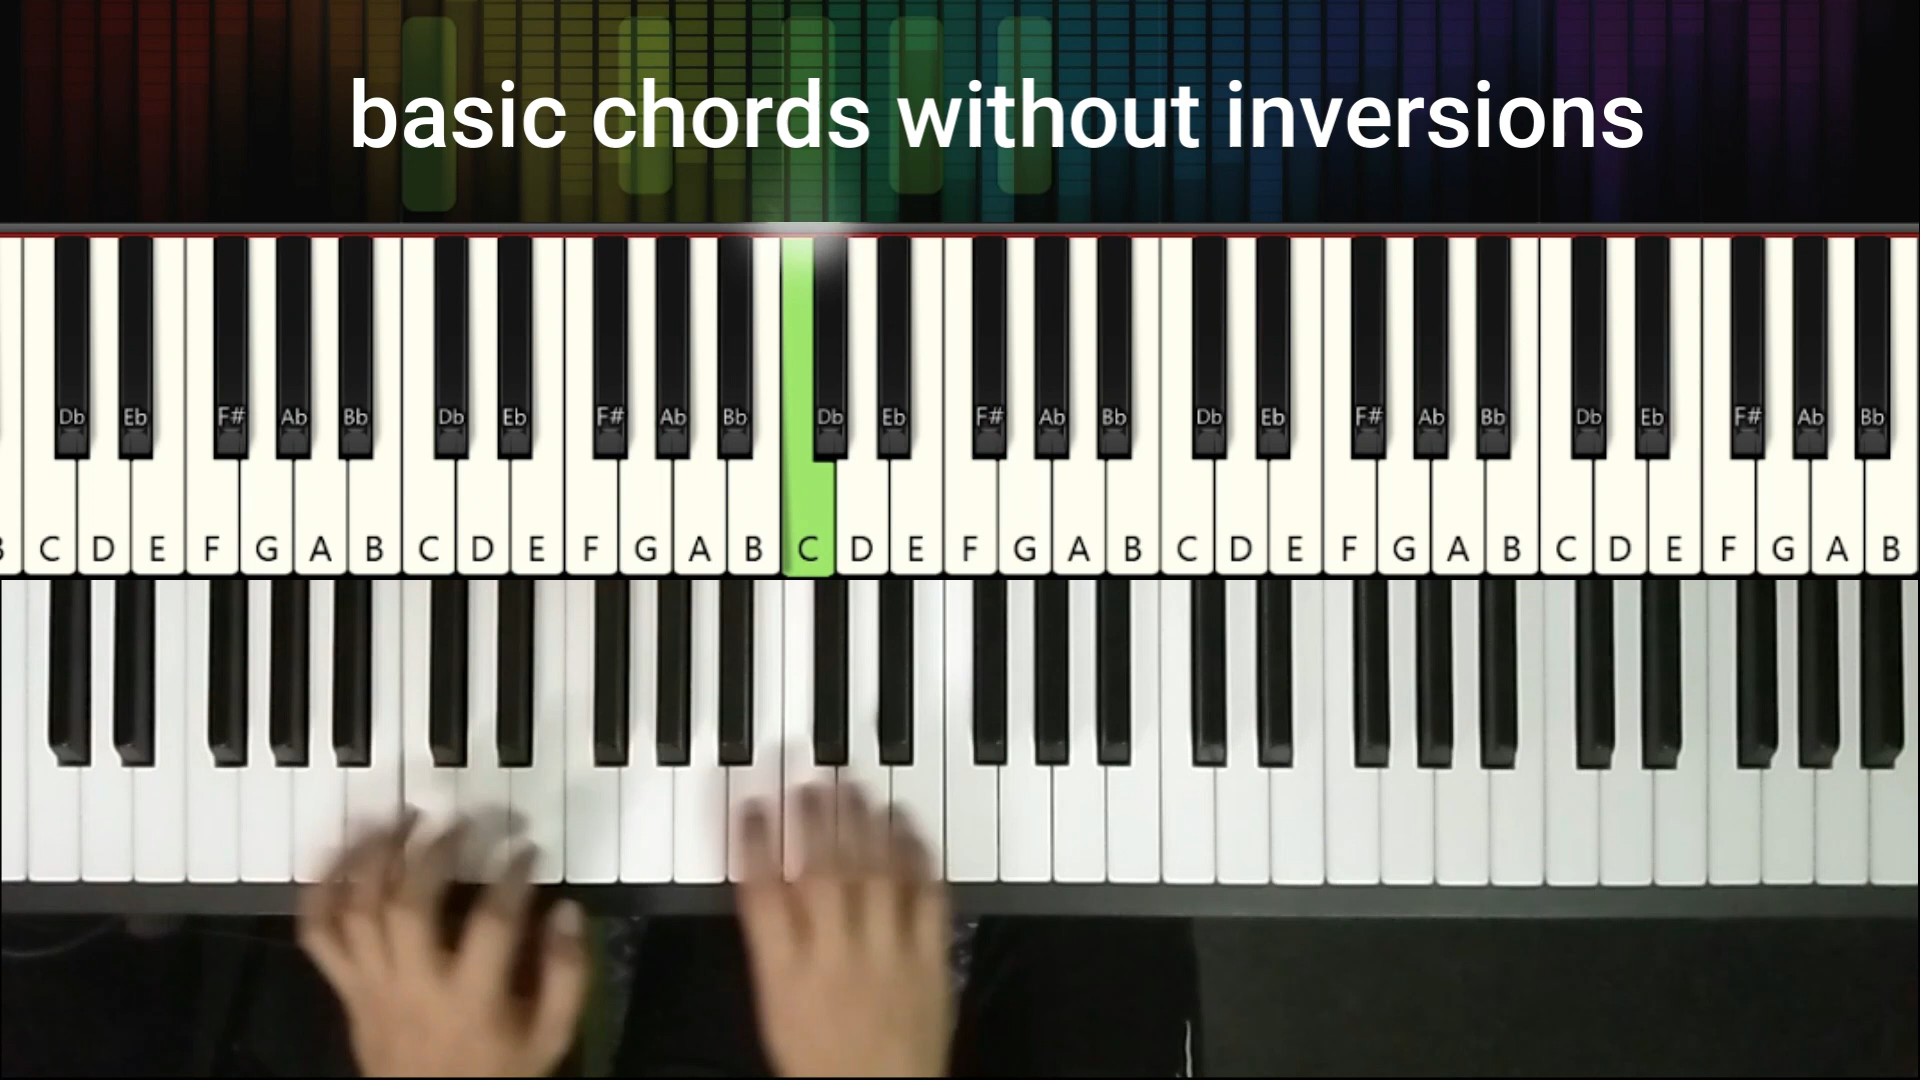 basic chords without inversions
Db Eb F# Ab Bb Db Eb F# Ab Bb Db Eb F# Ab Bb Db Eb F# Ab Bb Db Eb F# Ab Bb
B C D E F G A B C D E F G A B C D E F G A B C D E F G A B C D E F G A B